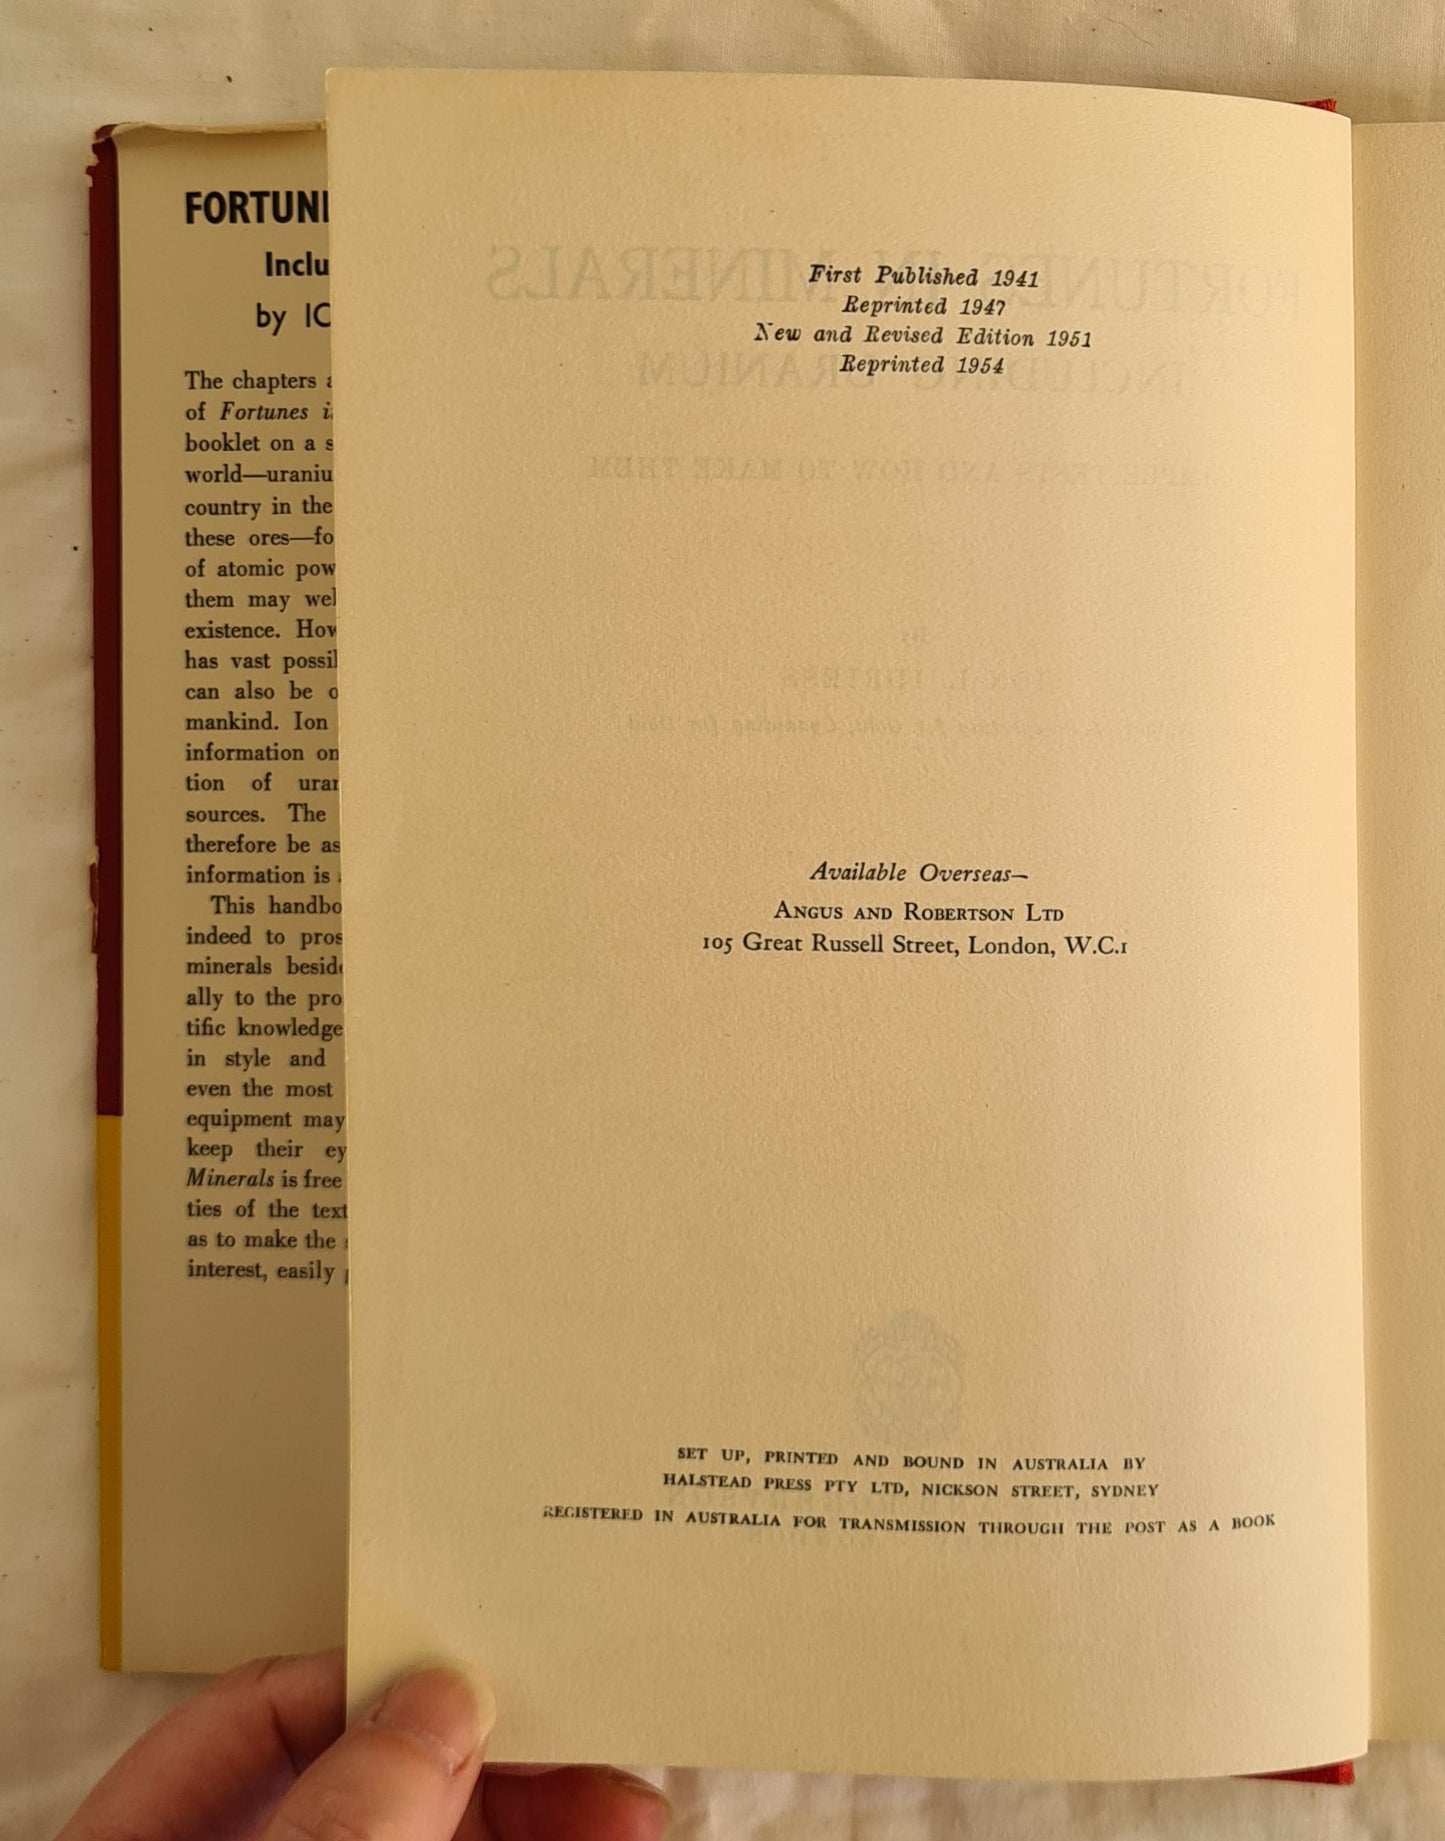 FORTUN
Inclu
by
The chapters
of Fortunes
booklet on a
world—uraniu
country in the
these ores—fo
of atomic pow
them may wel
existence. How
has vast possil
can also be
mankind. Ion
information on
tion of uran
sources. The
therefore be as
information is
This handbo
indeed to pros
minerals besid
ally to the pro
tific knowledge
in style and
even the most
equipment may
keep their ey
Minerals is free
ties of the text
as to make the
interest, easily
First Published 1941
Reprinted 1947
New and Revised Edition 1951
Reprinted 1954
Available Overseas—
ANGUS AND ROBERTSON LTD
105 Great Russell Street, London, W.C.1
SET UP, PRINTED AND BOUND IN AUSTRALIA BY
HALSTEAD PRESS PTY LTD, NICKSON STREET, SYDNEY
REGISTERED IN AUSTRALIA FOR TRANSMISSION THROUGH THE POST AS A BOOK